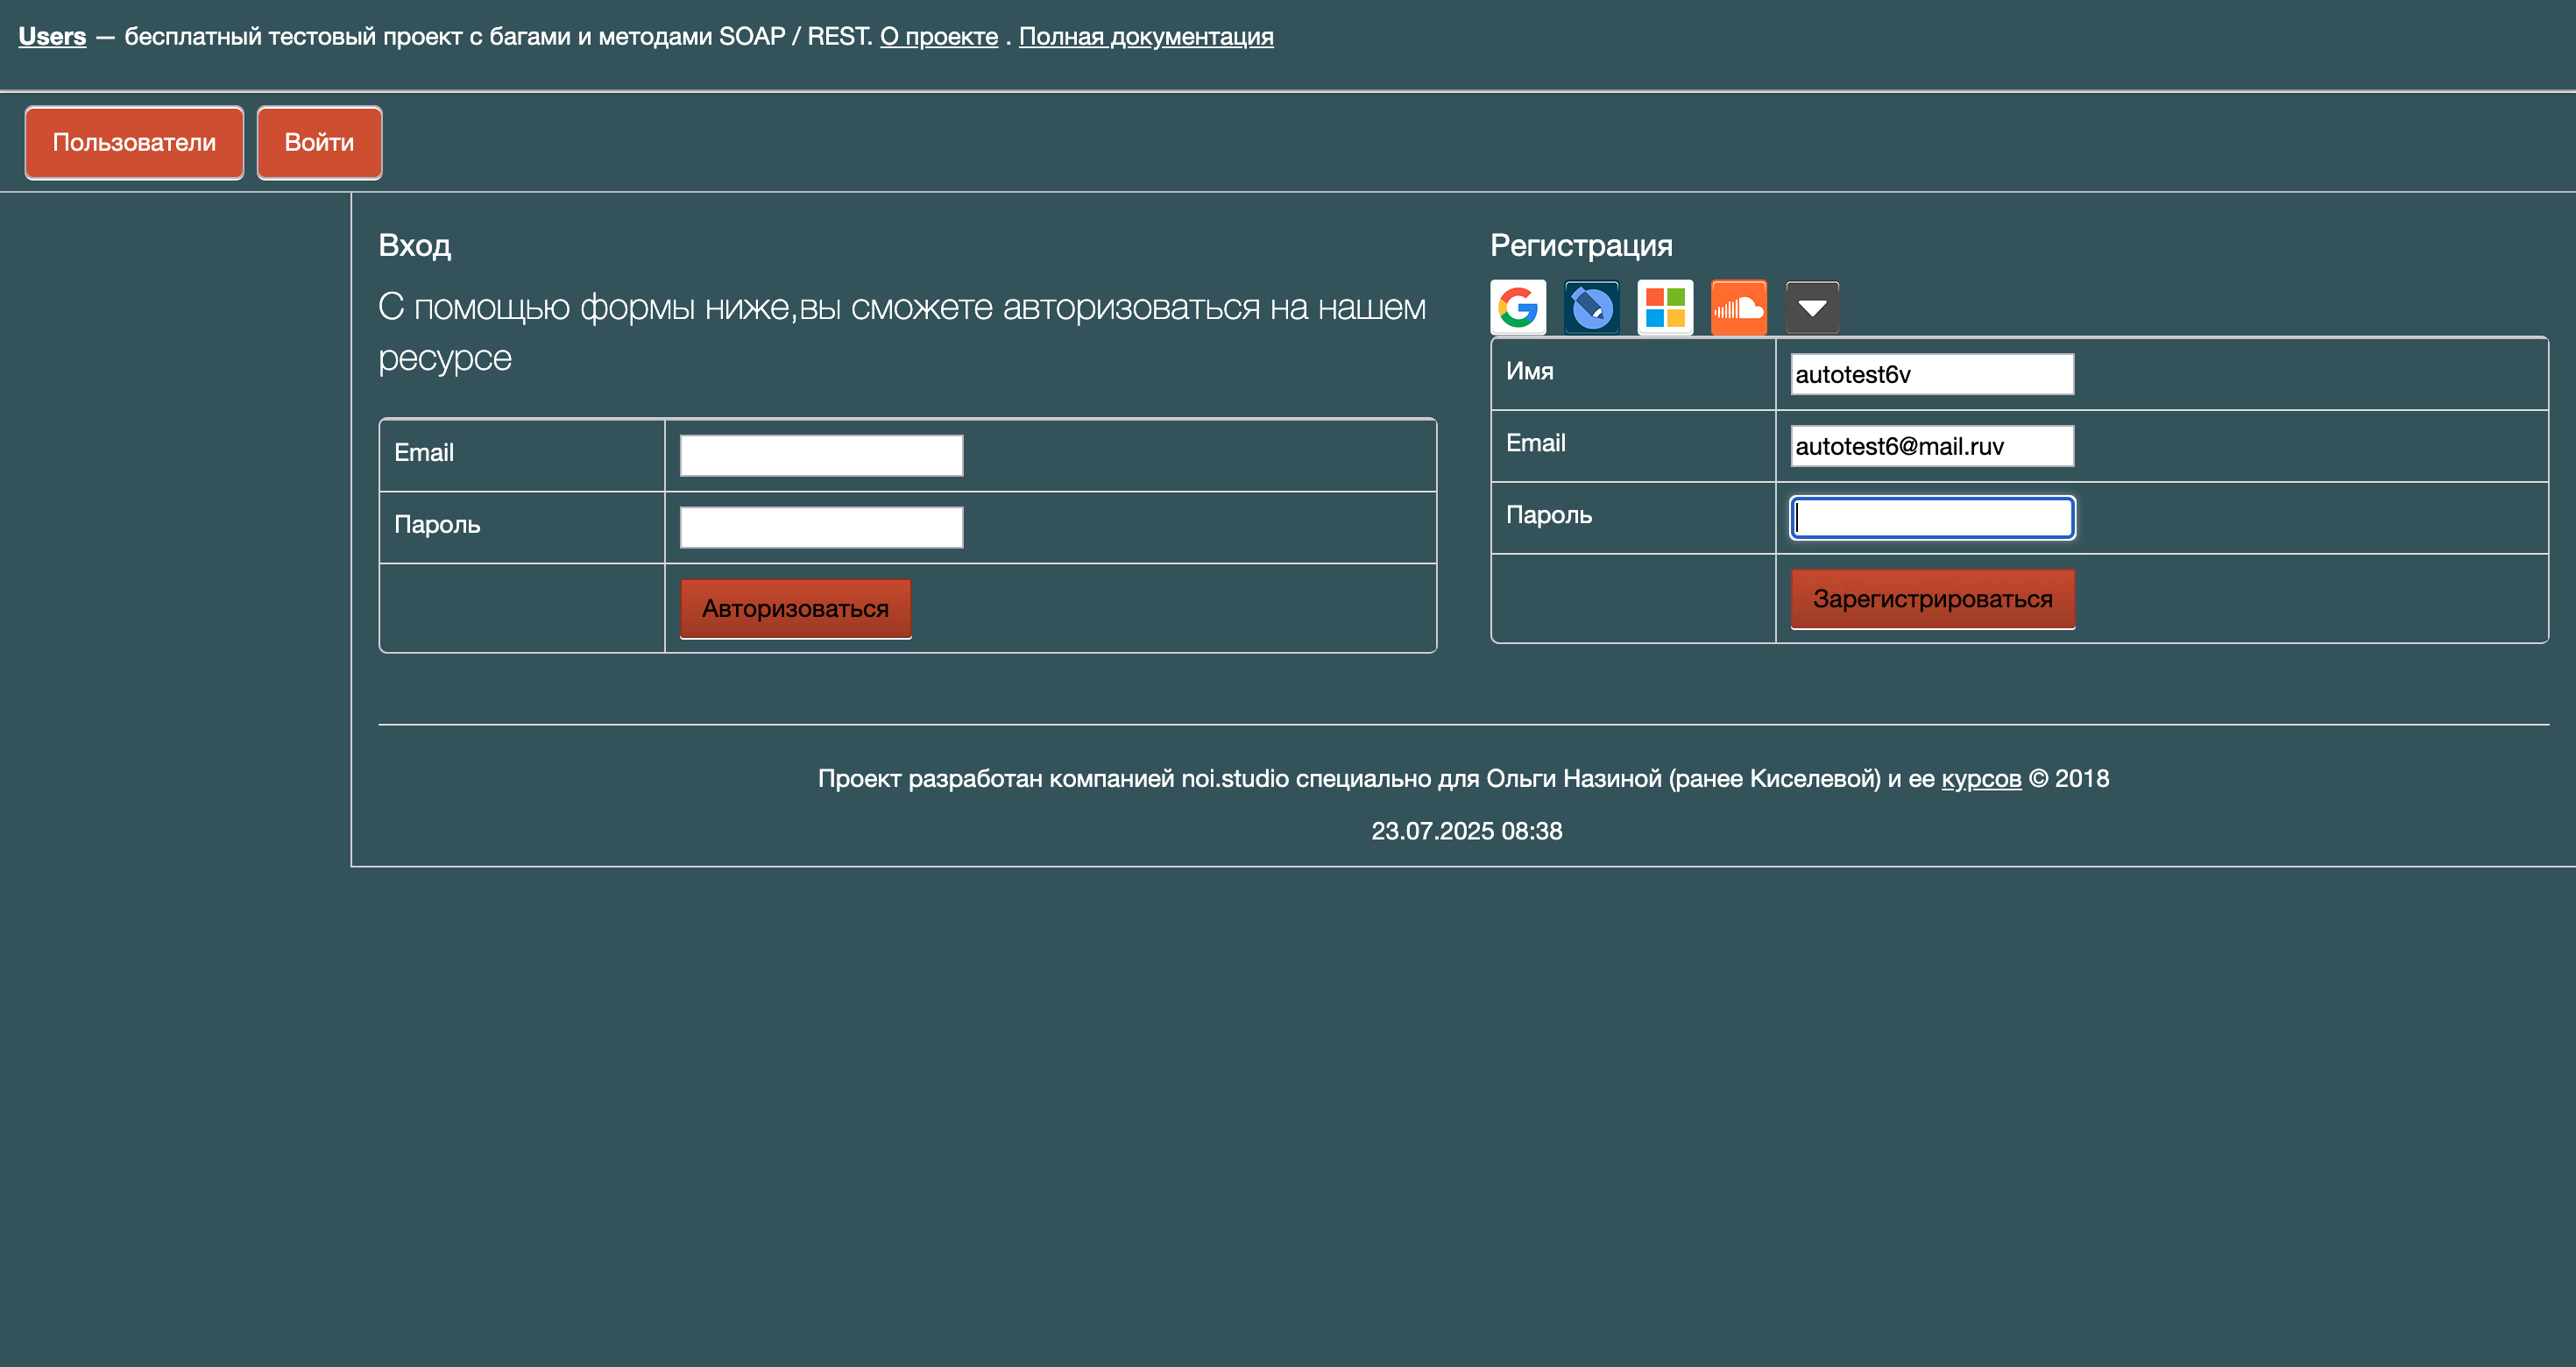 Users — бесплатный тестовый проект с багами и методами SOAP / REST. О проекте . Полная документация
Пользователи
Войти
Вход
С помощью формы ниже,вы сможете авторизоваться на нашем
ресурсе
Email
Пароль
Авторизоваться
Регистрация
Имя
autotest6v
Email
autotest6@mail.ruv
Пароль
Зарегистрироваться
Проект разработан компанией noi.studio специально для Ольги Назиной (ранее Киселевой) и ее курсов © 2018
23.07.2025 08:38